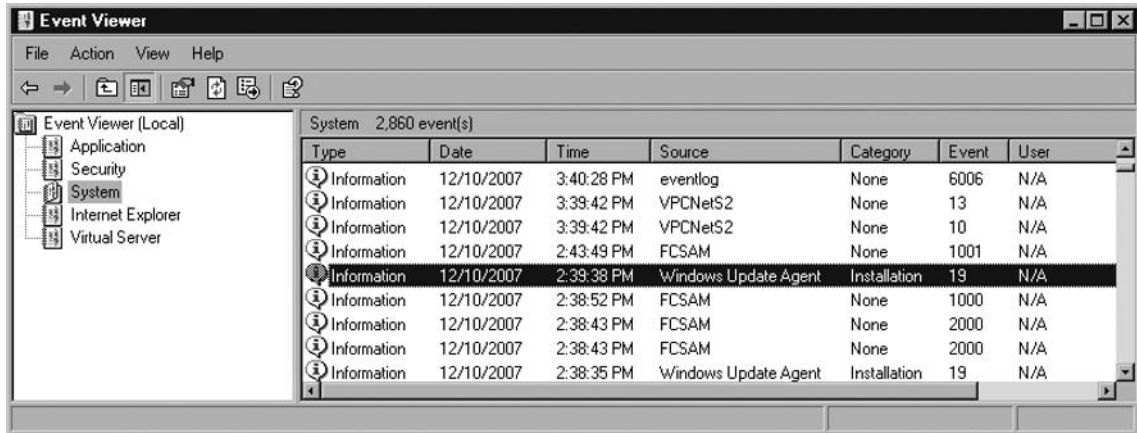 Event Viewer
File Action View Help
Event Viewer (Local)
Application
Security
System
Internet Explorer
Virtual Server
System 2,860 event(s)
Type Date Time Source Category Event User
Information 12/10/2007 3:40:28 PM eventlog None 6006 N/A
Information 12/10/2007 3:39:42 PM VPCNetS2 None 13 N/A
Information 12/10/2007 3:39:42 PM VPCNetS2 None 10 N/A
Information 12/10/2007 2:43:49 PM FCSAM None 1001 N/A
Information 12/10/2007 2:39:38 PM Windows Update Agent Installation 19 N/A
Information 12/10/2007 2:38:52 PM FCSAM None 1000 N/A
Information 12/10/2007 2:38:43 PM FCSAM None 2000 N/A
Information 12/10/2007 2:38:43 PM FCSAM None 2000 N/A
Information 12/10/2007 2:38:35 PM Windows Update Agent Installation 19 N/A